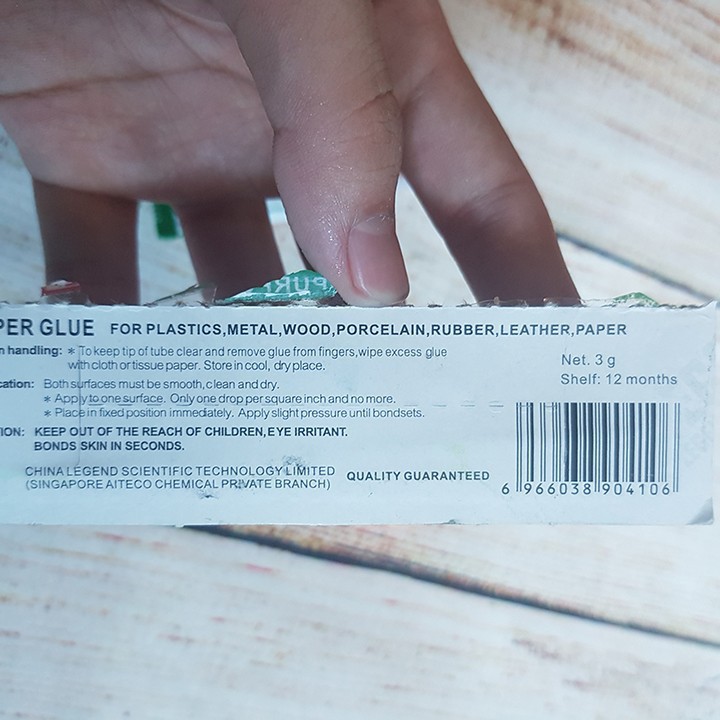 PER GLUE FOR PLASTICS,METAL,WOOD,PORCELAIN,RUBBER,LEATHER,PAPER
n handling: * To keep tip of tube clear and remove glue from fingers,wipe excess glue
with cloth or tissue paper. Store in cool, dry place.
Net. 3 g
Shelf: 12 months
cation: Both surfaces must be smooth,clean and dry.
* Apply to one surface. Only one drop per square inch and no more.
* Place in fixed position immediately. Apply slight pressure until bondsets.
ION: KEEP OUT OF THE REACH OF CHILDREN,EYE IRRITANT.
BONDS SKIN IN SECONDS.
CHINA LEGEND SCIENTIFIC TECHNOLOGY LIMITED
(SINGAPORE AITECO CHEMICAL PRIVATE BRANCH)
QUALITY GUARANTEED
6 966038 904106